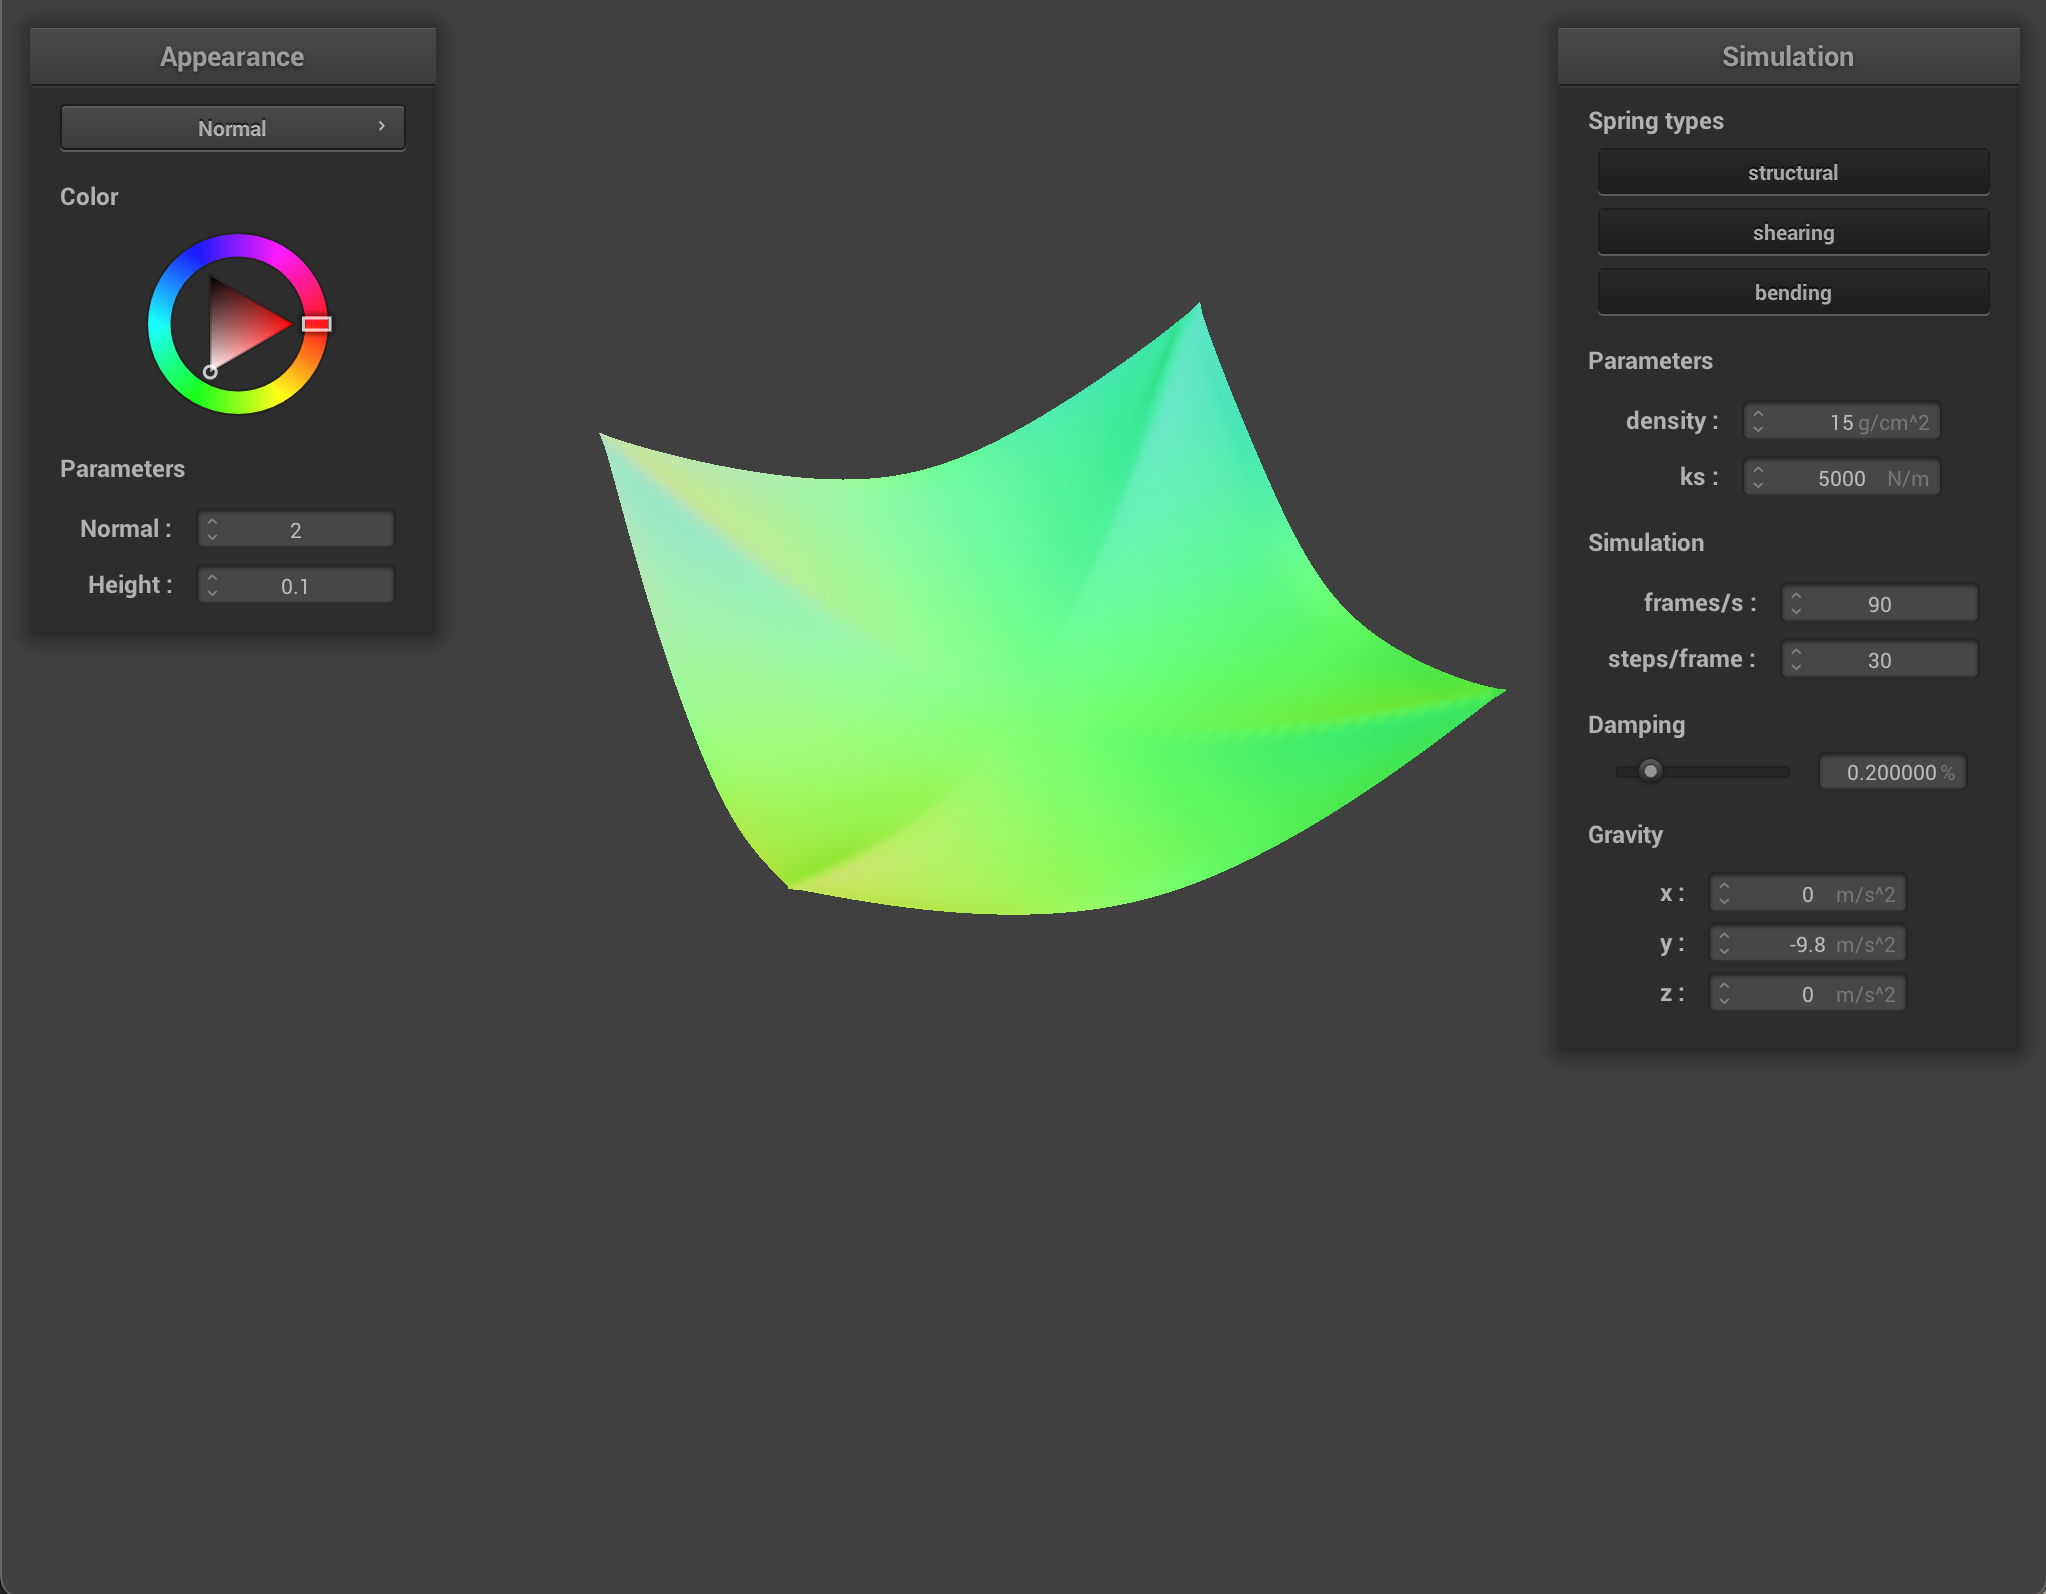 Appearance
Normal
Color
Parameters
Normal : 2
Height : 0.1
Simulation
Spring types
structural
shearing
bending
Parameters
density : 15 g/cm^2
ks : 5000 N/m
Simulation
frames/s : 90
steps/frame : 30
Damping
0.200000 %
Gravity
x : 0 m/s^2
y : -9.8 m/s^2
z : 0 m/s^2